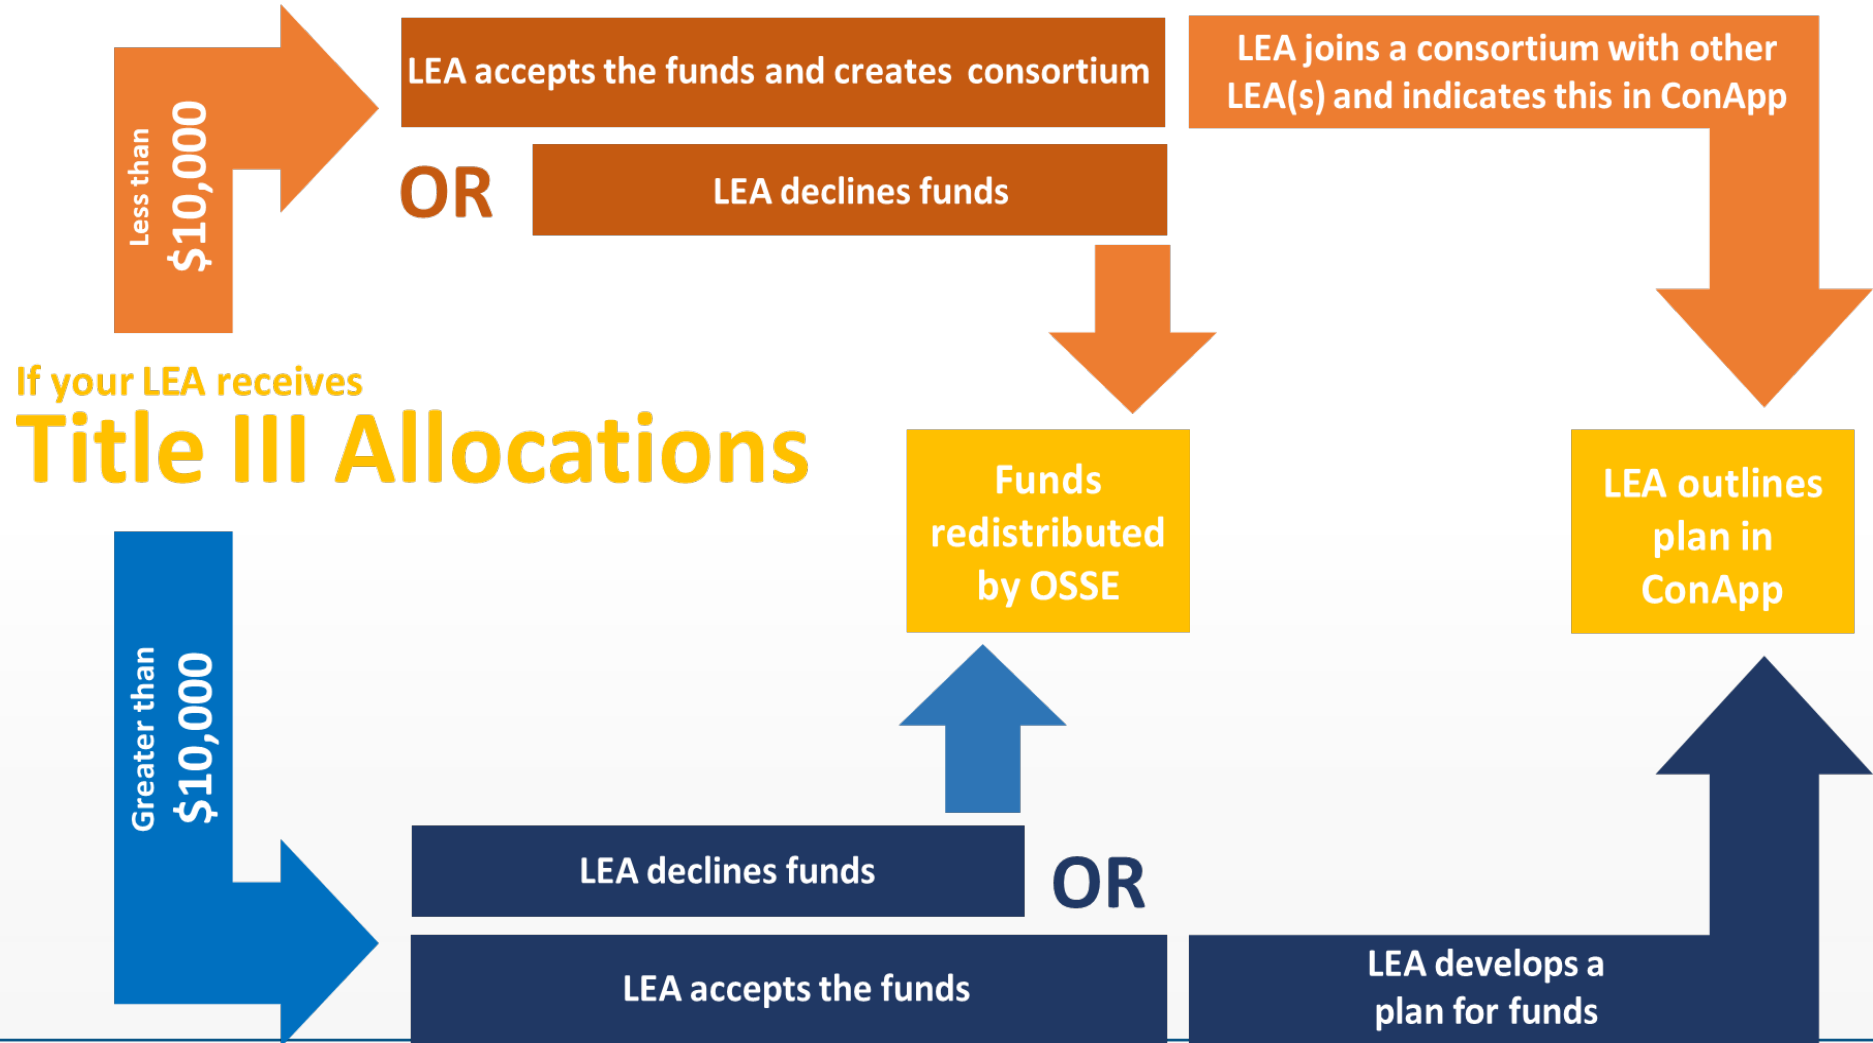 Less than
$10,000
LEA accepts the funds and creates consortium
OR
LEA declines funds
LEA joins a consortium with other
LEA(s) and indicates this in ConApp
If your LEA receives
Title III Allocations
Funds
redistributed
by OSSE
LEA outlines
plan in
ConApp
Greater than
$10,000
LEA declines funds
OR
LEA accepts the funds
LEA develops a
plan for funds